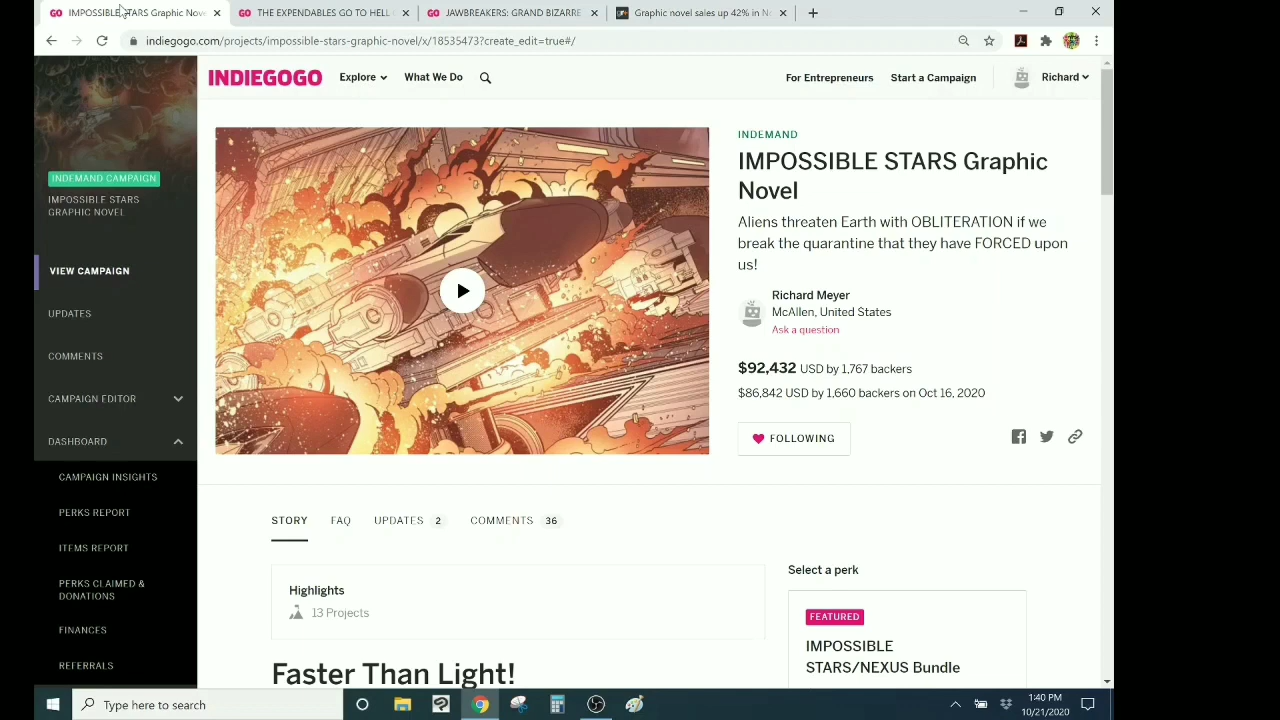 IMPOSSIBLE STARS Graphic Nove
THE EXPENDABLES GO TO HELL
JAWBREAKERS: GRAND BIZARRE
Graphic novel sales up 42% in N
indiegogo.com/projects/impossible-stars-graphic-novel/x/18535473?create_edit=true#/
INDIEGOGO
Explore
What We Do
For Entrepreneurs
Start a Campaign
Richard
INDEMAND CAMPAIGN
IMPOSSIBLE STARS
GRAPHIC NOVEL
VIEW CAMPAIGN
UPDATES
COMMENTS
CAMPAIGN EDITOR
DASHBOARD
CAMPAIGN INSIGHTS
PERKS REPORT
ITEMS REPORT
PERKS CLAIMED &
DONATIONS
FINANCES
REFERRALS
INDEMAND
IMPOSSIBLE STARS Graphic
Novel
Aliens threaten Earth with OBLITERATION if we
break the quarantine that they have FORCED upon
us!
Richard Meyer
McAllen, United States
Ask a question
$92,432 USD by 1,767 backers
$86,842 USD by 1,660 backers on Oct 16, 2020
FOLLOWING
STORY
FAQ
UPDATES 2
COMMENTS 36
Highlights
13 Projects
Faster Than Light!
Select a perk
FEATURED
IMPOSSIBLE
STARS/NEXUS Bundle
Type here to search
1:40 PM
10/21/2020